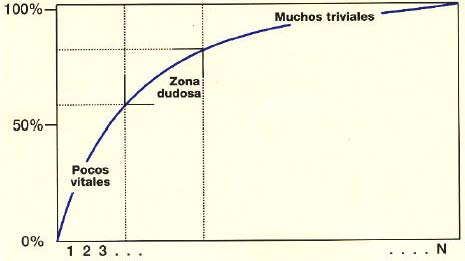 100%
Muchos triviales
Zona
dudosa
50%
Pocos
vitales
0%
1 2 3 . . .
. . . . N